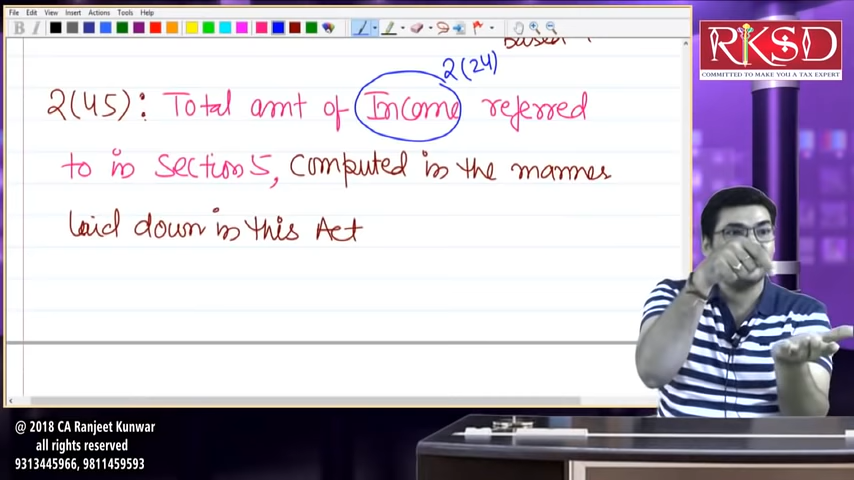 File Edit View Insert Actions Tools Help
RKSD
COMMITTED TO MAKE YOU A TAX EXPERT
2(24)
2(45): Total amt of Income referred
to in Section 5, computed in the manner
laid down in this Act
@ 2018 CA Ranjeet Kunwar
all rights reserved
9313445966, 9811459593